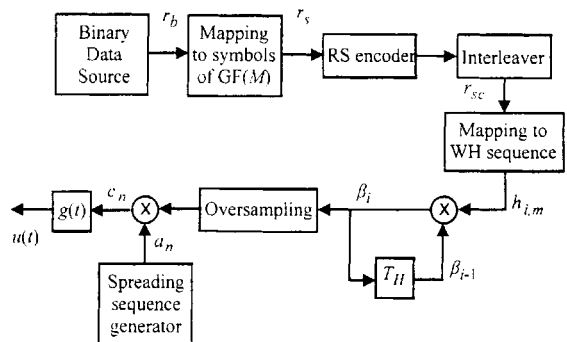 Binary
Data
Source
r_b
Mapping
to symbols
of GF(M)
r_s
RS encoder
Interleaver
r_sc
Mapping to
WH sequence
h_i,m
β_i
T_H
β_i-1
Oversampling
c_n
X
X
g(t)
u(t)
a_n
Spreading
sequence
generator